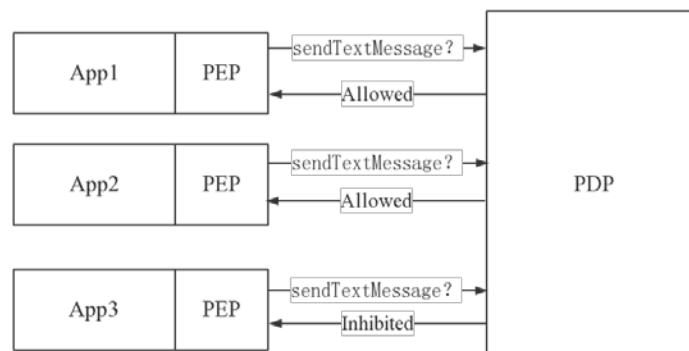 sendTextMessage？
App1 PEP
Allowed
sendTextMessage？
App2 PEP PDP
Allowed
sendTextMessage？
App3 PEP
Inhibited